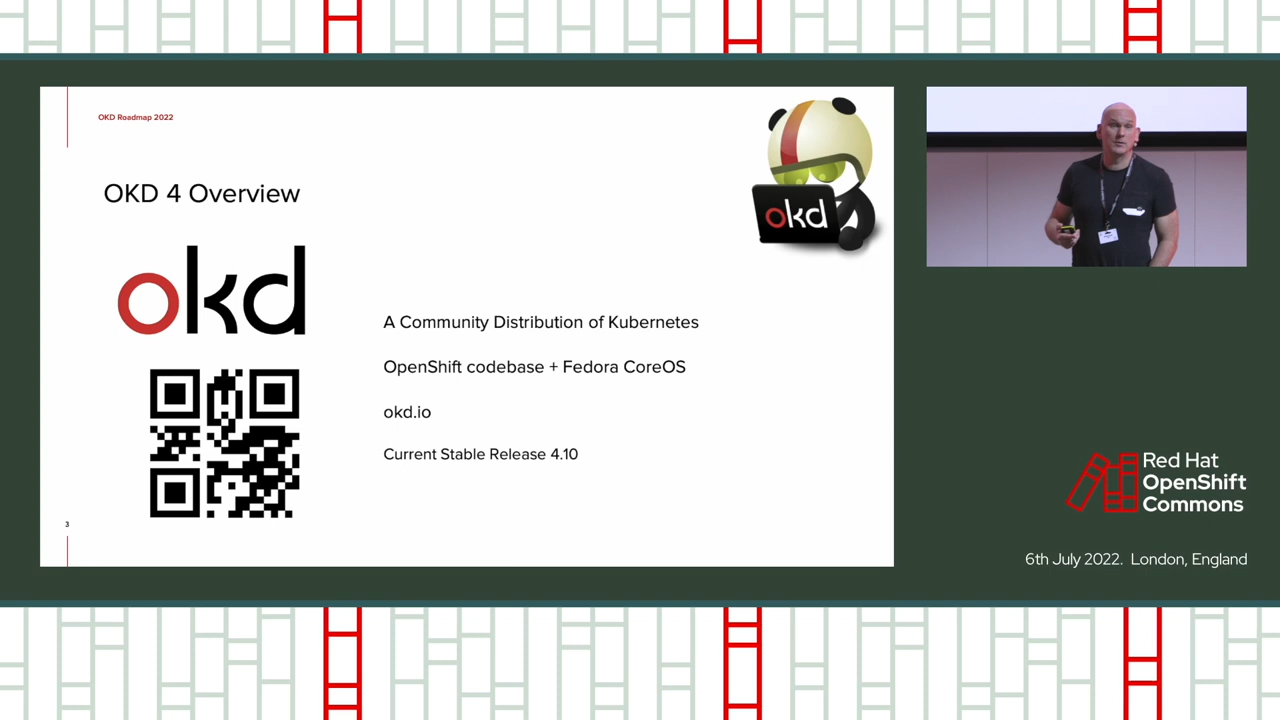 OKD Roadmap 2022
OKD 4 Overview
okd
okd
A Community Distribution of Kubernetes
OpenShift codebase + Fedora CoreOS
okd.io
Current Stable Release 4.10
3
Red Hat
OpenShift
Commons
6th July 2022. London, England